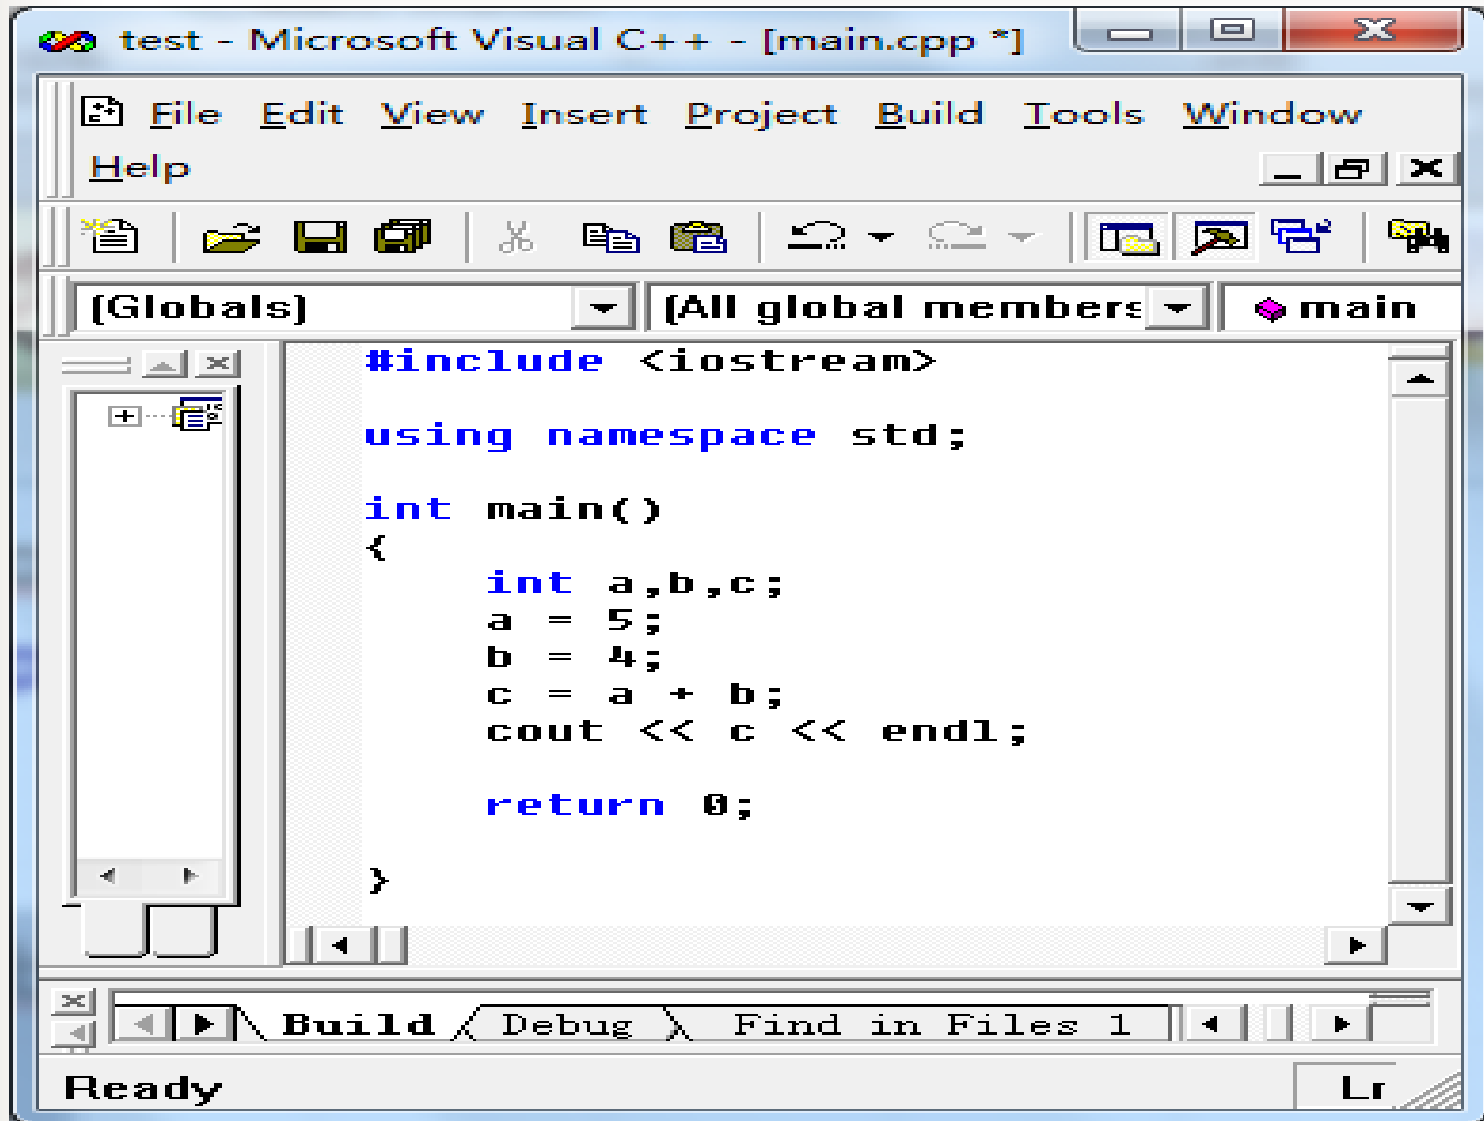 test - Microsoft Visual C++ - [main.cpp *]
File Edit View Insert Project Build Tools Window
Help
(Globals) (All global members main
#include <iostream>
using namespace std;
int main()
{
int a,b,c;
a = 5;
b = 4;
c = a + b;
cout << c << endl;
return 0;
}
Build Debug Find in Files 1
Ready